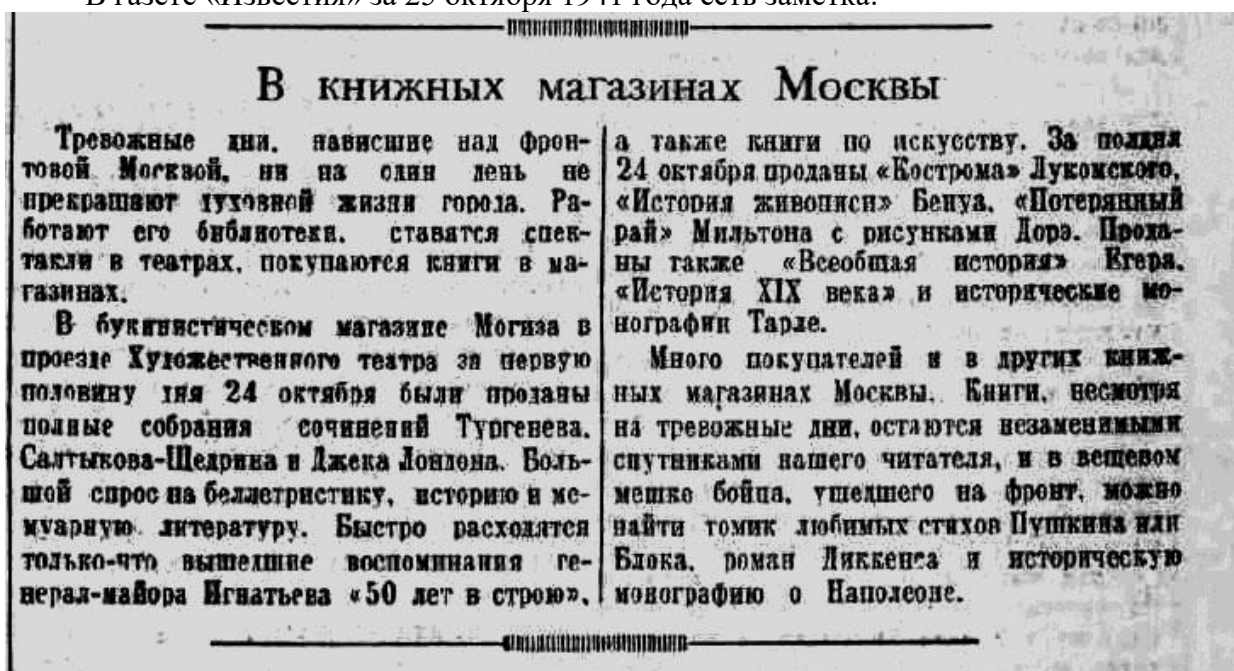 В газете «Известия» за 25 октября 1941 года есть заметка:
В книжных магазинах Москвы
Тревожные дни, нависшие над фрон-
товой Москвой, ни на один день не
прекращают духовной жизни города. Ра-
ботают его библиотеки, ставятся спек-
такли в театрах, покупаются книги в ма-
газинах.
В букинистическом магазине Могиза в
проезде Художественного театра за первую
половину дня 24 октября были проданы
полные собрания сочинений Тургенева,
Салтыкова-Щедрина и Джека Лондона. Боль-
шой спрос на беллетристику, историю и ме-
муарную литературу. Быстро расходятся
только-что вышедшие воспоминания ге-
нерал-майора Игнатьева «50 лет в строю»,
а также книги по искусству. За полдня
24 октября проданы «Кострома» Лукомского,
«История живописи» Бенуа, «Потерянный
рай» Мильтона с рисунками Дорэ. Прода-
ны также «Всеобщая история» Егера,
«История XIX века» и исторические мо-
нографии Тарле.
Много покупателей и в других книж-
ных магазинах Москвы. Книги, несмотря
на тревожные дни, остаются незаменимыми
спутниками нашего читателя, и в вещевом
мешке бойца, ушедшего на фронт, можно
найти томик любимых стихов Пушкина или
Блока, роман Диккенса и историческую
монографию о Наполеоне.